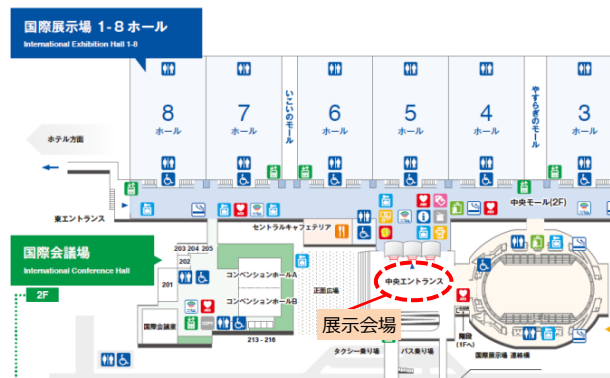 国際展示場 1-8 ホール
International Exhibition Hall 1-8
8
ホール
7
ホール
いこいのモール
6
ホール
5
ホール
4
ホール
やすらぎのモール
3
ホール
ホテル方面
東エントランス
中央モール(2F)
セントラルカフェテリア
国際会議場
International Conference Hall
2F
203 204 205
202
201
コンベンションホールA
コンベンションホールB
正面広場
中央エントランス
展示会場
国際会議室
213 - 216
階段
(1Fへ)
タクシー乗り場
バス乗り場
国際展示場 連絡橋